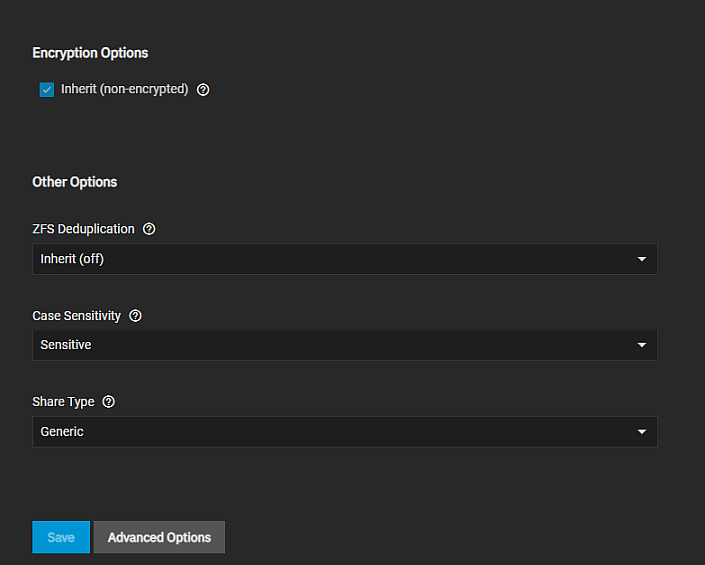 Encryption Options
Inherit (non-encrypted)
Other Options
ZFS Deduplication
Inherit (off)
Case Sensitivity
Sensitive
Share Type
Generic
Save Advanced Options